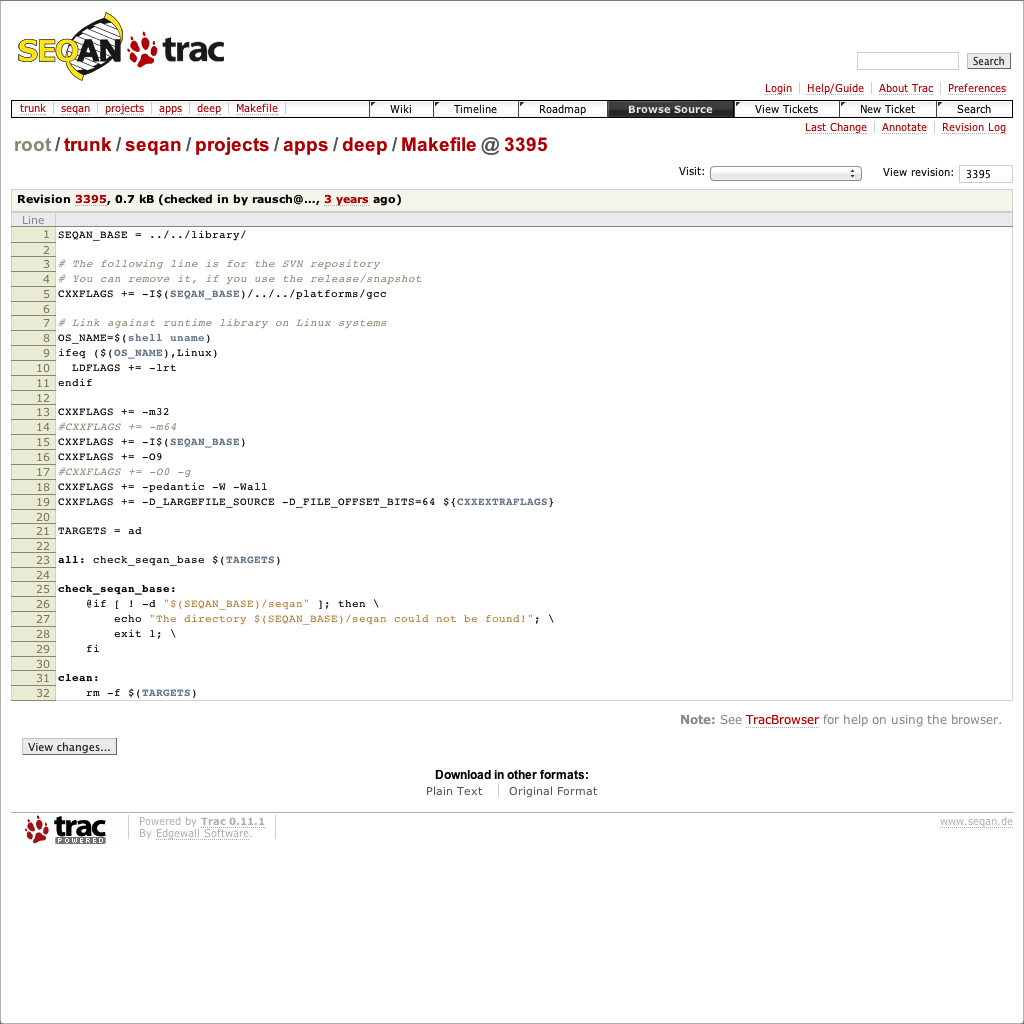 SEQAN trac
Search
Login Help/Guide About Trac Preferences
trunk seqan projects apps deep Makefile Wiki Timeline Roadmap Browse Source View Tickets New Ticket Search
Last Change Annotate Revision Log
root/trunk/seqan/projects/apps/deep/Makefile @ 3395
Visit: View revision: 3395
Revision 3395, 0.7 kB (checked in by rausch@..., 3 years ago)
Line
1 SEQAN_BASE = ../../library/
2
3 # The following line is for the SVN repository
4 # You can remove it, if you use the release/snapshot
5 CXXFLAGS += -I$(SEQAN_BASE)/../../platforms/gcc
6
7 # Link against runtime library on Linux systems
8 OS_NAME=$(shell uname)
9 ifeq ($(OS_NAME),Linux)
10   LDFLAGS += -lrt
11 endif
12
13 CXXFLAGS += -m32
14 #CXXFLAGS += -m64
15 CXXFLAGS += -I$(SEQAN_BASE)
16 CXXFLAGS += -O9
17 #CXXFLAGS += -O0 -g
18 CXXFLAGS += -pedantic -W -Wall
19 CXXFLAGS += -D_LARGEFILE_SOURCE -D_FILE_OFFSET_BITS=64 ${CXXEXTRAFLAGS}
20
21 TARGETS = ad
22
23 all: check_seqan_base $(TARGETS)
24
25 check_seqan_base:
26     @if [ ! -d "$(SEQAN_BASE)/seqan" ]; then \
27         echo "The directory $(SEQAN_BASE)/seqan could not be found!"; \
28         exit 1; \
29     fi
30
31 clean:
32     rm -f $(TARGETS)
Note: See TracBrowser for help on using the browser.
View changes...
Download in other formats:
Plain Text Original Format
trac POWERED
Powered by Trac 0.11.1
By Edgewall Software.
www.seqan.de